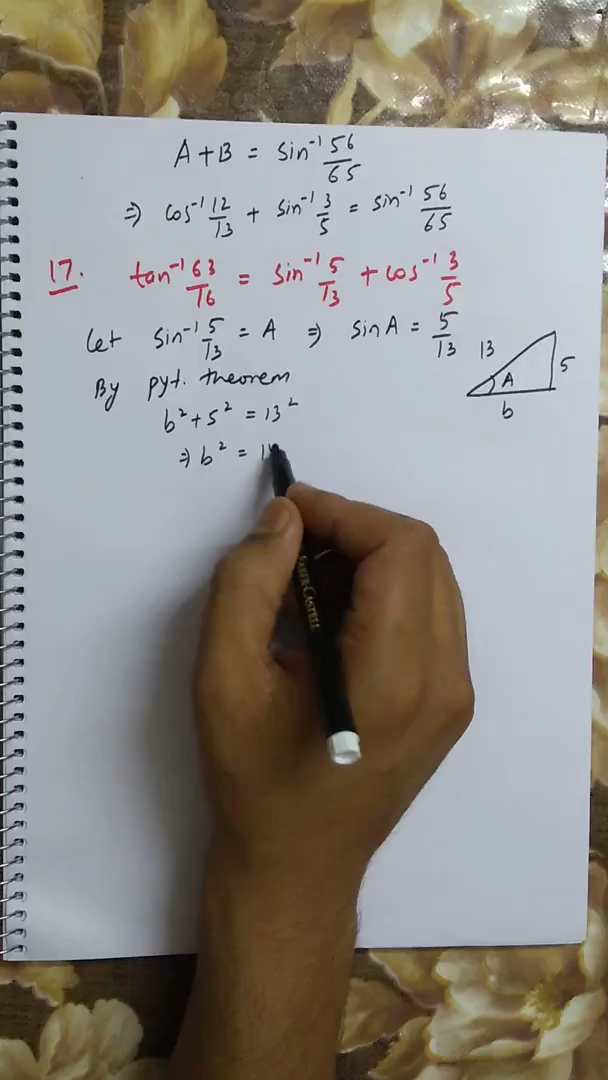 A + B = sin⁻¹ 56/65
⇒ cos⁻¹ 12/13 + sin⁻¹ 3/5 = sin⁻¹ 56/65
17. tan⁻¹ 63/16 = sin⁻¹ 5/13 + cos⁻¹ 3/5
Let sin⁻¹ 5/13 = A ⇒ sin A = 5/13
13
5
A
b
By pyt. theorem
b² + 5² = 13²
⇒ b² = 1
FABER-CASTELL